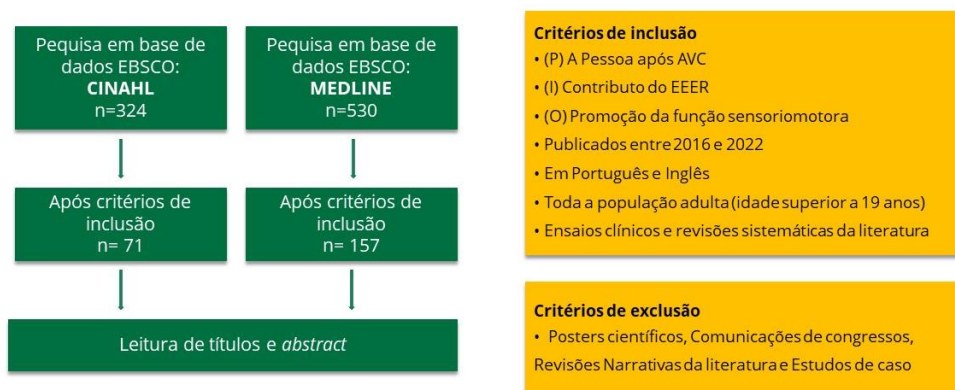 Pesquisa em base de
dados EBSCO:
CINAHL
n=324
Pesquisa em base de
dados EBSCO:
MEDLINE
n=530
Após critérios de
inclusão
n= 71
Após critérios de
inclusão
n= 157
Leitura de títulos e abstract
Critérios de inclusão
• (P) A Pessoa após AVC
• (I) Contributo do EEER
• (O) Promoção da função sensoriomotora
• Publicados entre 2016 e 2022
• Em Português e Inglês
• Toda a população adulta (idade superior a 19 anos)
• Ensaios clínicos e revisões sistemáticas da literatura
Critérios de exclusão
• Posters científicos, Comunicações de congressos,
Revisões Narrativas da literatura e Estudos de caso